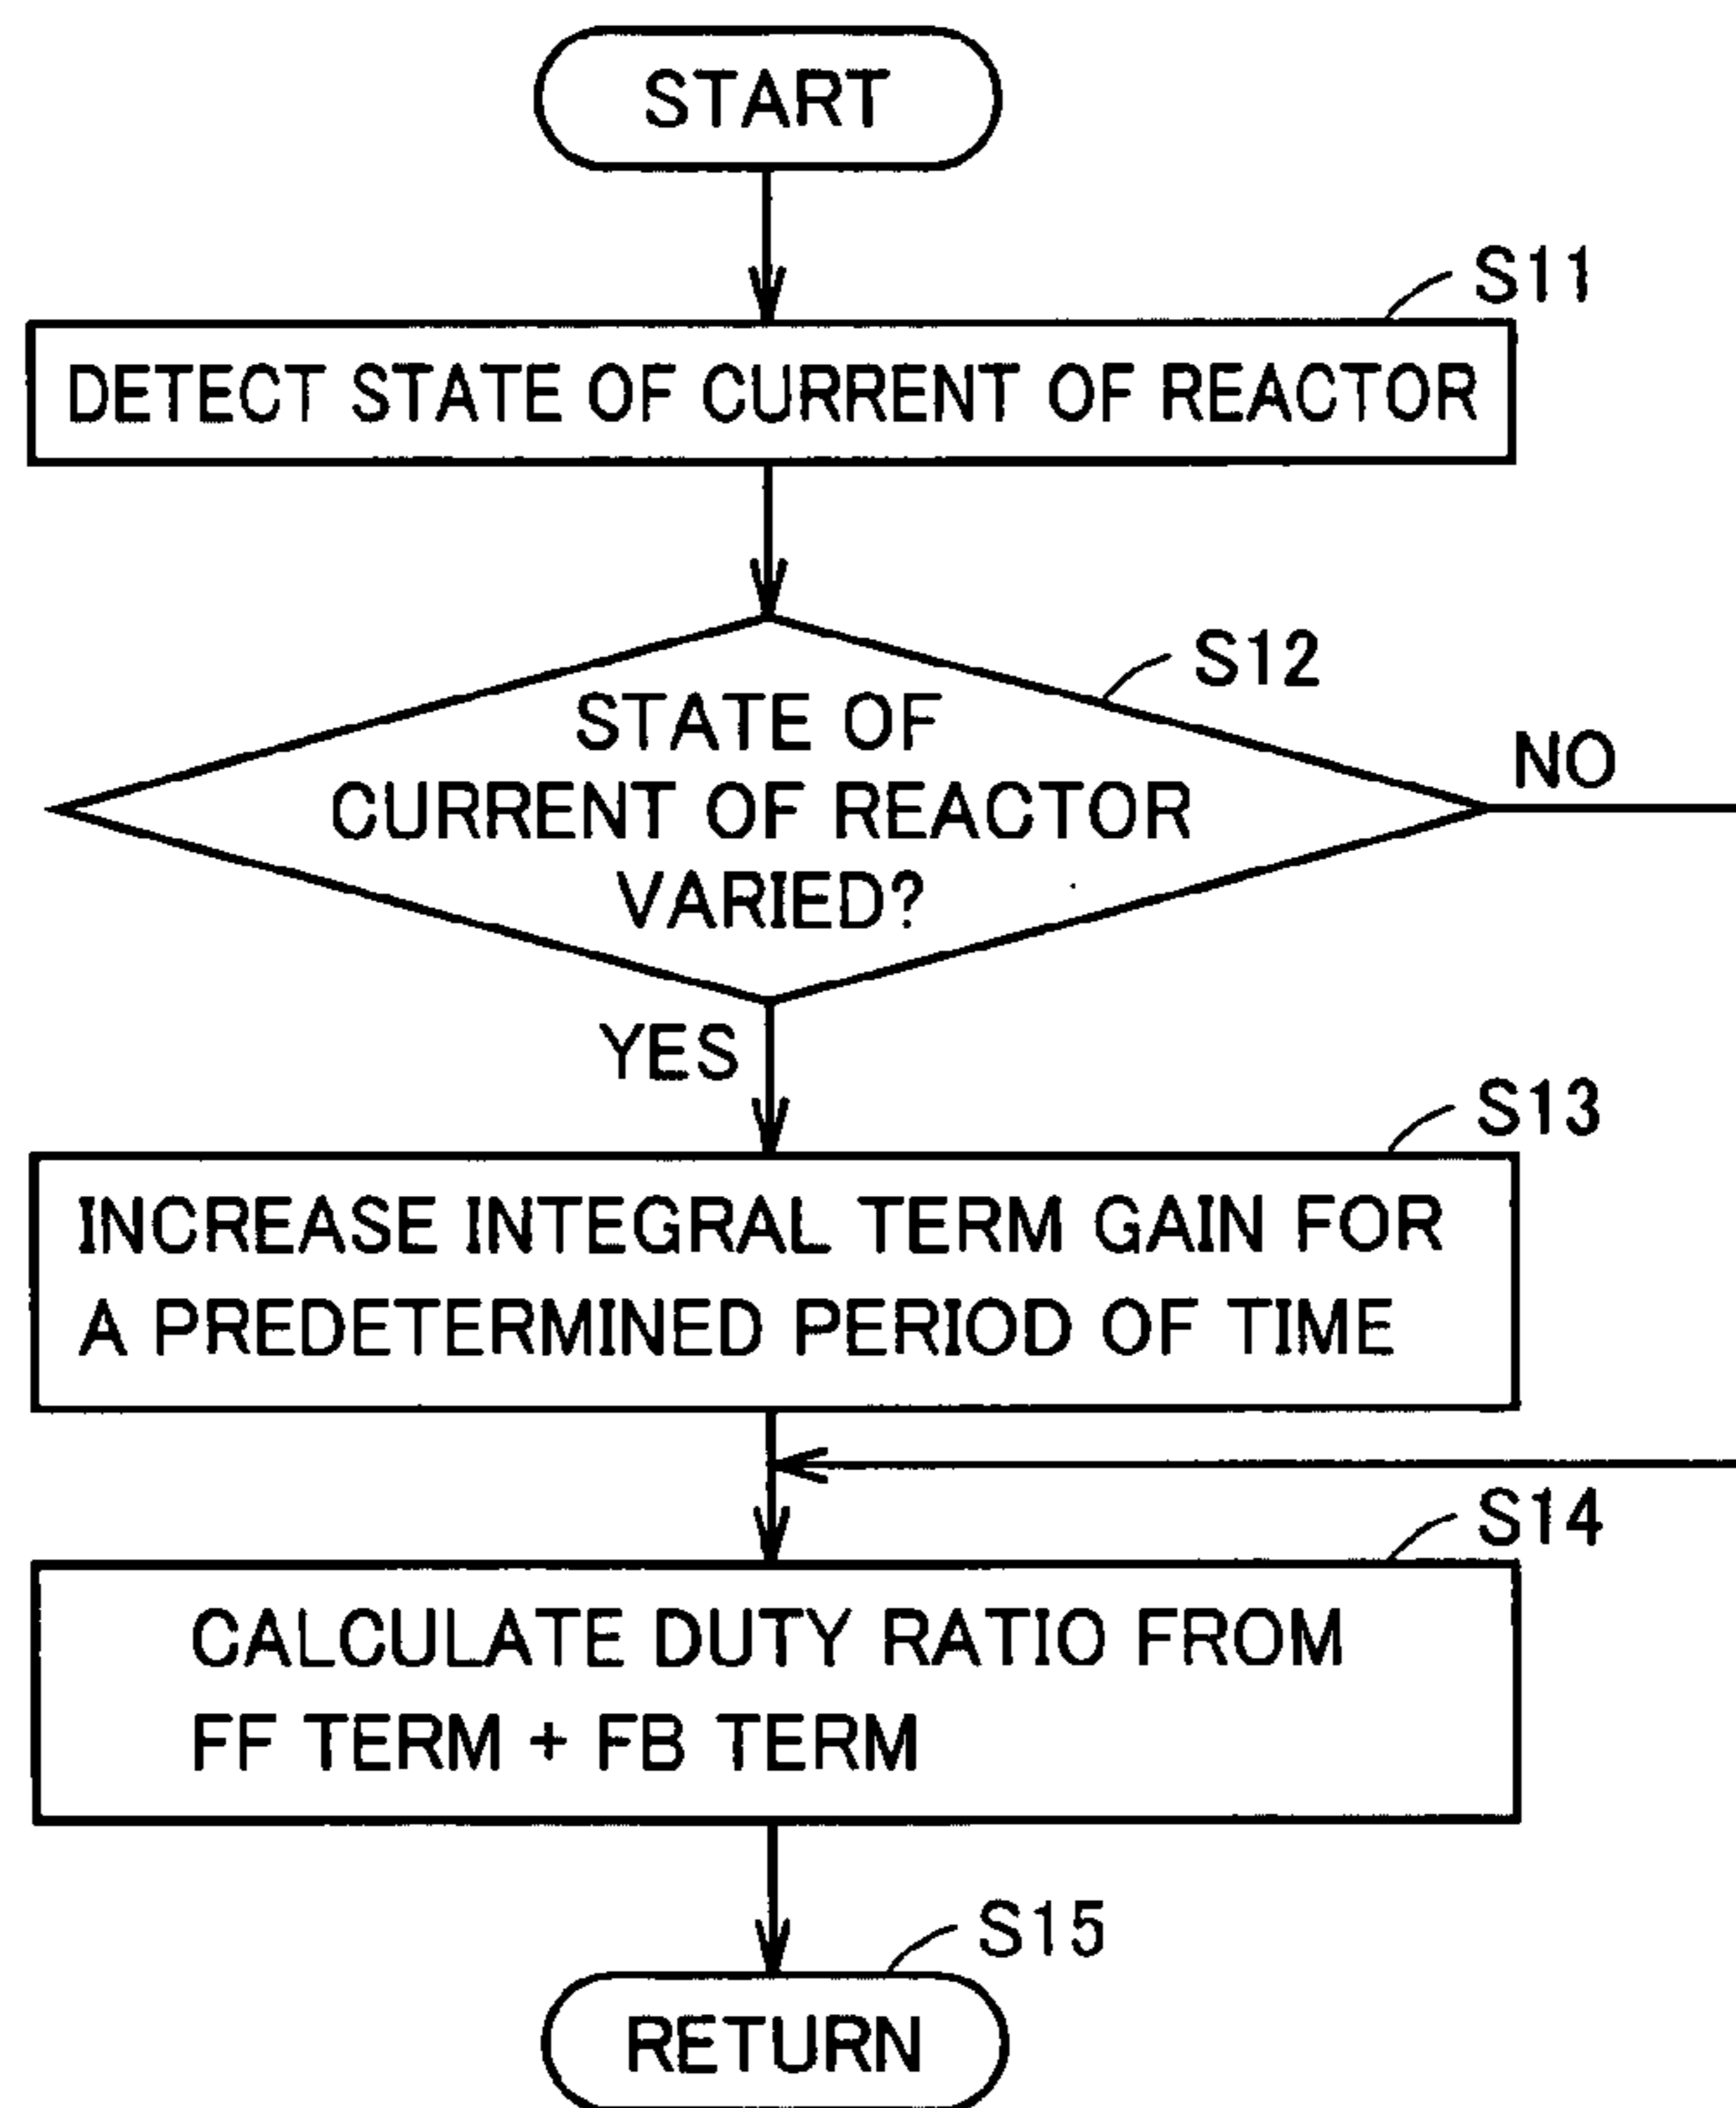 START
S11
DETECT STATE OF CURRENT OF REACTOR
S12
STATE OF
CURRENT OF REACTOR
VARIED?
NO
YES
S13
INCREASE INTEGRAL TERM GAIN FOR
A PREDETERMINED PERIOD OF TIME
S14
CALCULATE DUTY RATIO FROM
FF TERM + FB TERM
S15
RETURN